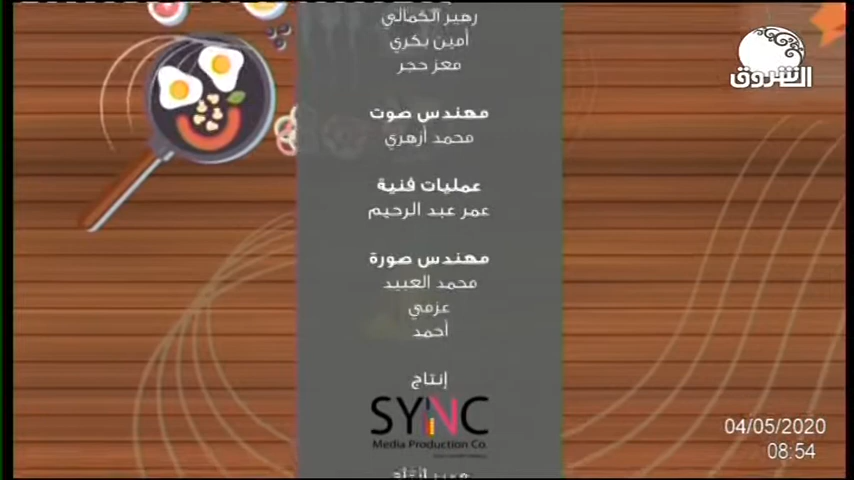 زهير الكمالي
أمين بكري
معز حجر
الشروق
مهندس صوت
محمد أزهري
عمليات فنية
عمر عبد الرحيم
مهندس صورة
محمد العبيد
عزمي
أحمد
إنتاج
SYNC
Media Production Co.
04/05/2020
08:54